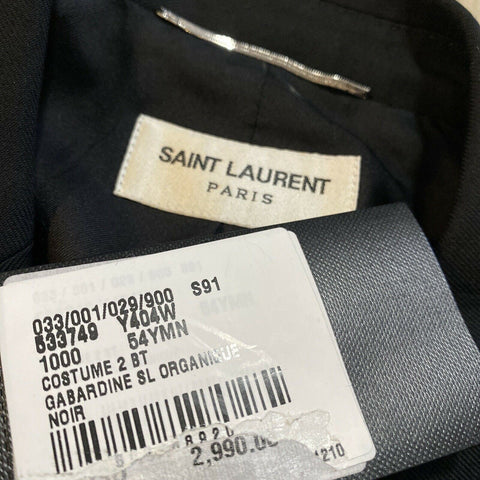 SAINT LAURENT
PARIS
033/001/029/900 S91
533749 Y404W
1000 54YMN
COSTUME 2 BT
GABARDINE SL ORGANIQUE
NOIR
2,990.00
1210